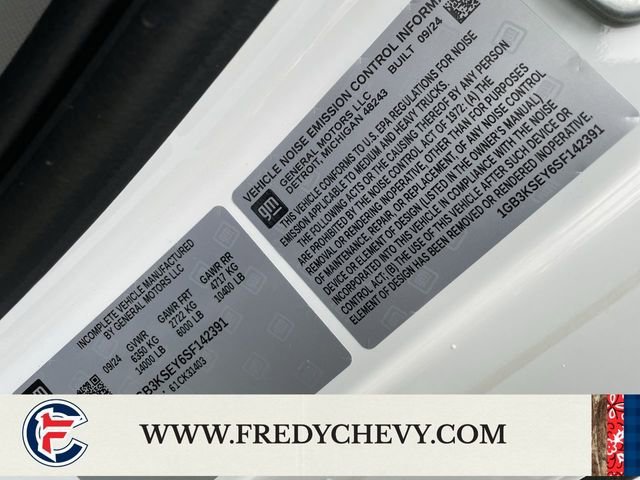 VEHICLE NOISE EMISSION CONTROL INFORM
GENERAL MOTORS LLC
DETROIT, MICHIGAN 48243 BUILT 09/24
gm
THIS VEHICLE CONFORMS TO U.S. EPA REGULATIONS FOR NOISE
EMISSION APPLICABLE TO MEDIUM AND HEAVY TRUCKS.
THE FOLLOWING ACTS OR THE CAUSING THEREOF BY ANY PERSON
ARE PROHIBITED BY THE NOISE CONTROL ACT OF 1972: (A) THE
REMOVAL OR RENDERING INOPERATIVE, OTHER THAN FOR PURPOSES
OF MAINTENANCE, REPAIR, OR REPLACEMENT, OF ANY NOISE CONTROL
DEVICE OR ELEMENT OF DESIGN (LISTED IN THE OWNER'S MANUAL)
INCORPORATED INTO THIS VEHICLE IN COMPLIANCE WITH THE NOISE CONTROL
ACT: (B) THE USE OF THIS VEHICLE AFTER SUCH DEVICE OR
ELEMENT OF DESIGN HAS BEEN REMOVED OR RENDERED INOPERATIVE.
1GB3KSEY6SF142391
INCOMPLETE VEHICLE MANUFACTURED
BY GENERAL MOTORS LLC
09/24 GVWR GAWR FRT GAWR RR
6350 KG 2722 KG 4717 KG
14000 LB 6000 LB 10400 LB
GB3KSEY6SF142391
61CK31403
gm
WWW.FREDYCHEVY.COM